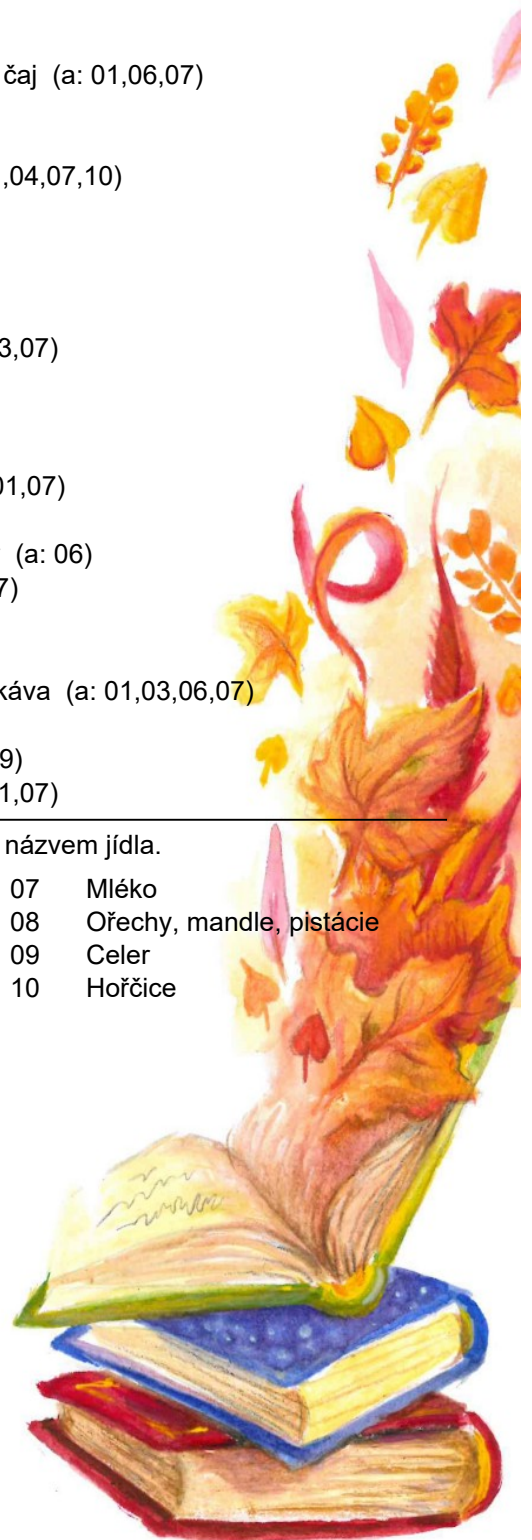 čaj (a: 01,06,07)
,04,07,10)
3,07)
01,07)
(a: 06)
7)
káva (a: 01,03,06,07)
9)
1,07)
názvem jídla.
07 Mléko
08 Ořechy, mandle, pistácie
09 Celer
10 Hořčice